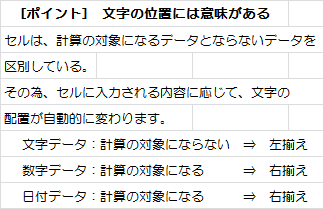 ［ポイント］　文字の位置には意味がある
セルは、計算の対象になるデータとならないデータを
区別している。
その為、セルに入力される内容に応じて、文字の
配置が自動的に変わります。
文字データ：計算の対象にならない　⇒　左揃え
数字データ：計算の対象になる　⇒　右揃え
日付データ：計算の対象になる　⇒　右揃え